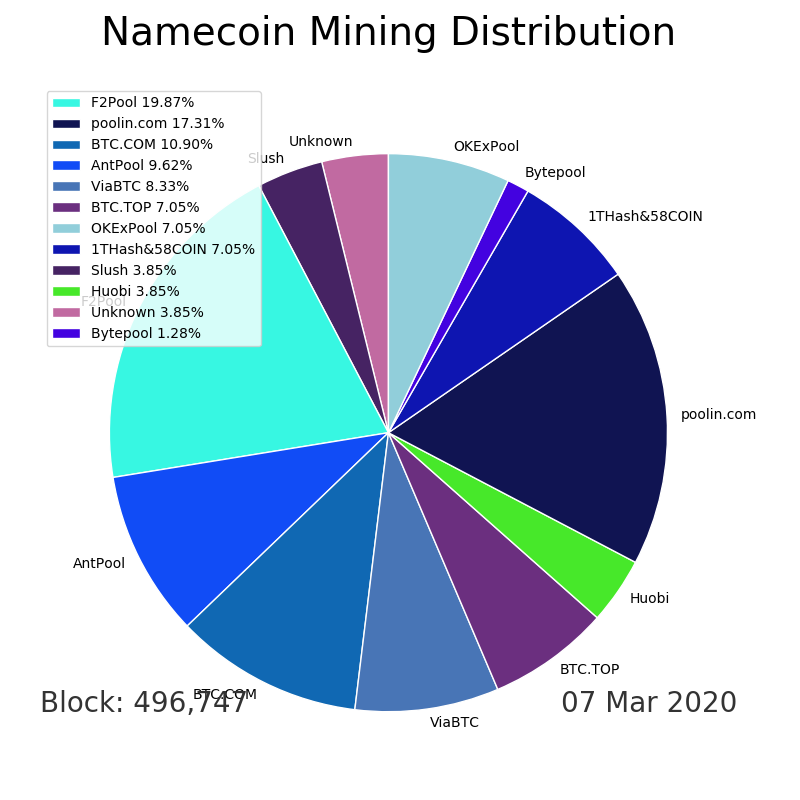 Namecoin Mining Distribution
F2Pool 19.87%
poolin.com 17.31%
BTC.COM 10.90%
AntPool 9.62%
ViaBTC 8.33%
BTC.TOP 7.05%
OKExPool 7.05%
1THash&58COIN 7.05%
Slush 3.85%
Huobi 3.85%
Unknown 3.85%
Bytepool 1.28%
Unknown
Slush
OKExPool
Bytepool
1THash&58COIN
F2Pool
poolin.com
AntPool
Huobi
BTC.TOP
BTC.COM
ViaBTC
Block: 496,747
07 Mar 2020